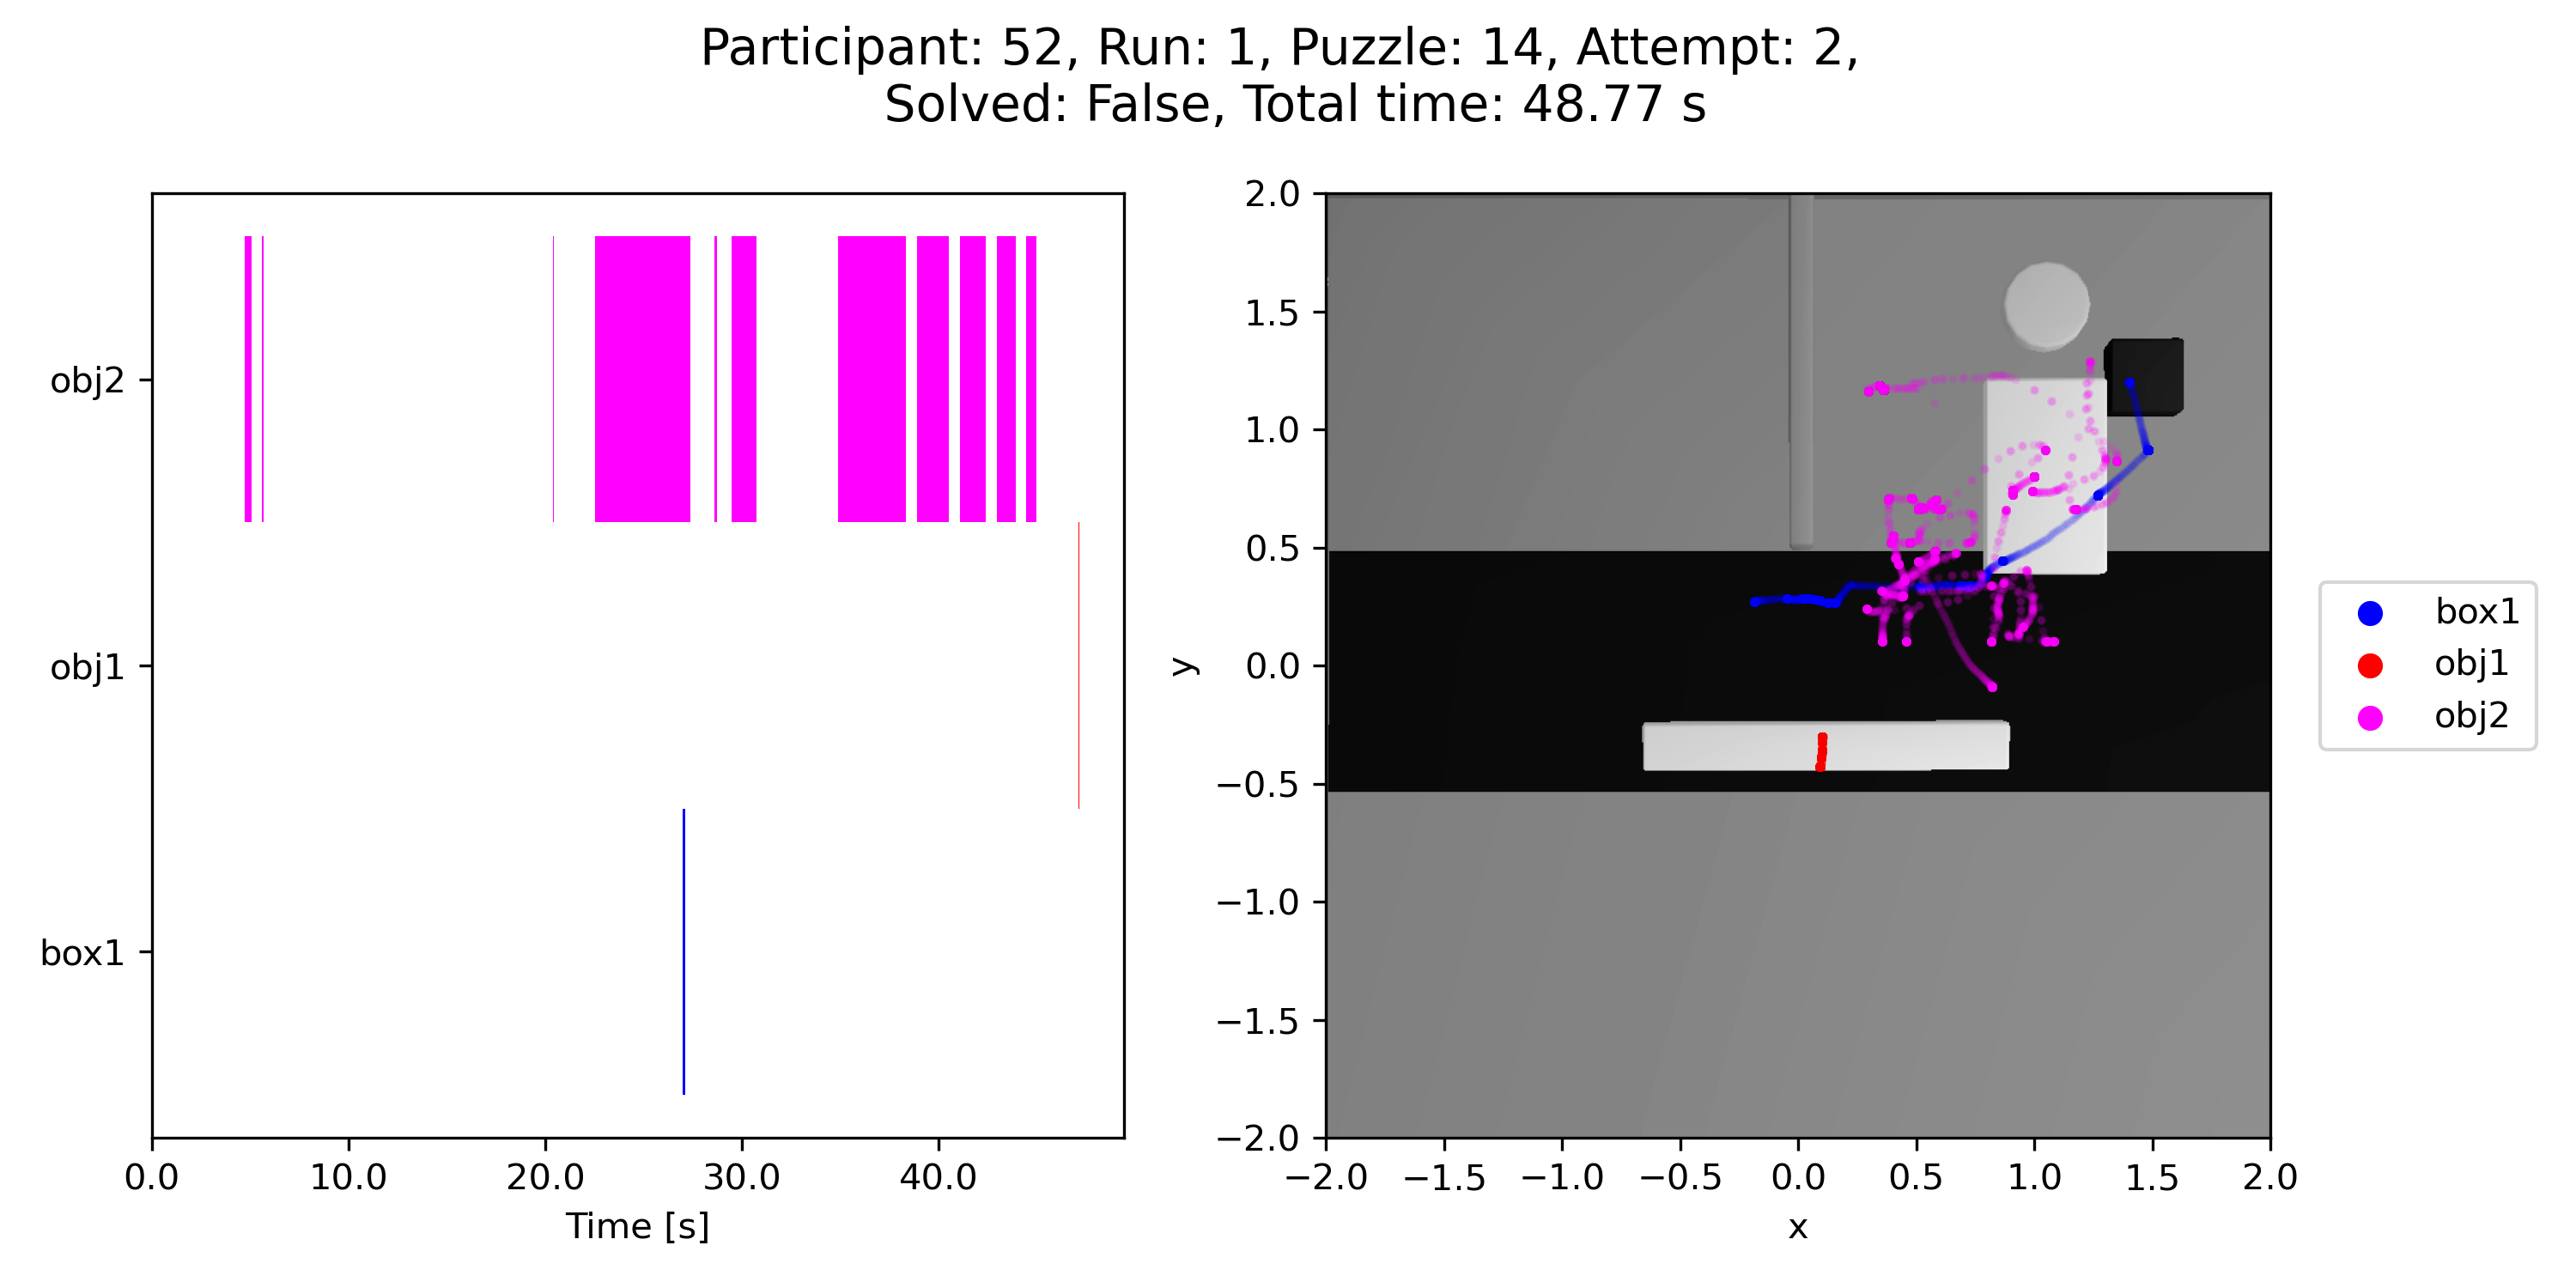 Participant: 52, Run: 1, Puzzle: 14, Attempt: 2,
Solved: False, Total time: 48.77 s
obj2
obj1
box1
0.0 10.0 20.0 30.0 40.0
Time [s]
2.0
1.5
1.0
0.5
0.0
−0.5
−1.0
−1.5
−2.0
y
−2.0 −1.5 −1.0 −0.5 0.0 0.5 1.0 1.5 2.0
x
box1
obj1
obj2